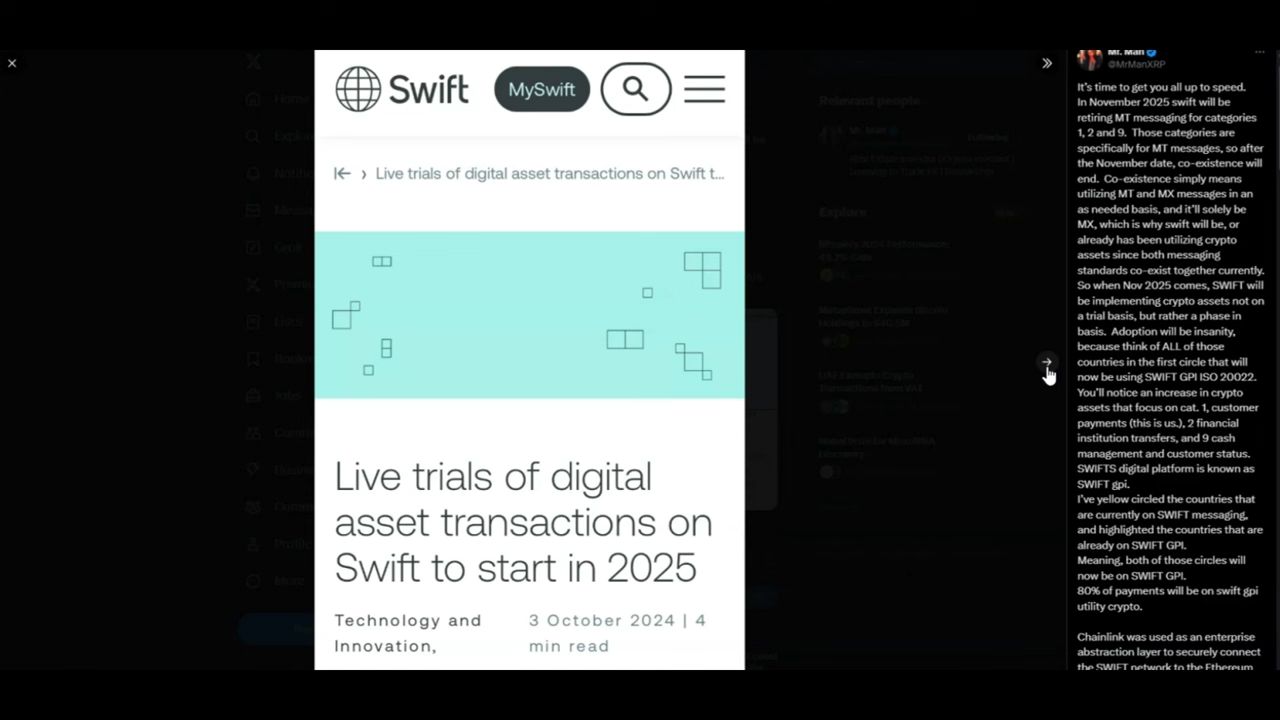 Swift
MySwift
Live trials of digital asset transactions on Swift t...
Live trials of digital
asset transactions on
Swift to start in 2025
Technology and
Innovation,
3 October 2024 | 4
min read
Mr. Man
@MrManXRP
It's time to get you all up to speed.
In November 2025 swift will be
retiring MT messaging for categories
1, 2 and 9. Those categories are
specifically for MT messages, so after
the November date, co-existence will
end. Co-existence simply means
utilizing MT and MX messages in an
as needed basis, and it'll solely be
MX, which is why swift will be, or
already has been utilizing crypto
assets since both messaging
standards co-exist together currently.
So when Nov 2025 comes, SWIFT will
be implementing crypto assets not on
a trial basis, but rather a phase in
basis. Adoption will be insanity,
because think of ALL of those
countries in the first circle that will
now be using SWIFT GPI ISO 20022.
You'll notice an increase in crypto
assets that focus on cat. 1, customer
payments (this is us.), 2 financial
institution transfers, and 9 cash
management and customer status.
SWIFTS digital platform is known as
SWIFT gpi.
I've yellow circled the countries that
are currently on SWIFT messaging,
and highlighted the countries that are
already on SWIFT GPI.
Meaning, both of those circles will
now be on SWIFT GPI.
80% of payments will be on swift gpi
utility crypto.
Chainlink was used as an enterprise
abstraction layer to securely connect
the SWIFT network to the Ethereum
Relevant people
Explore